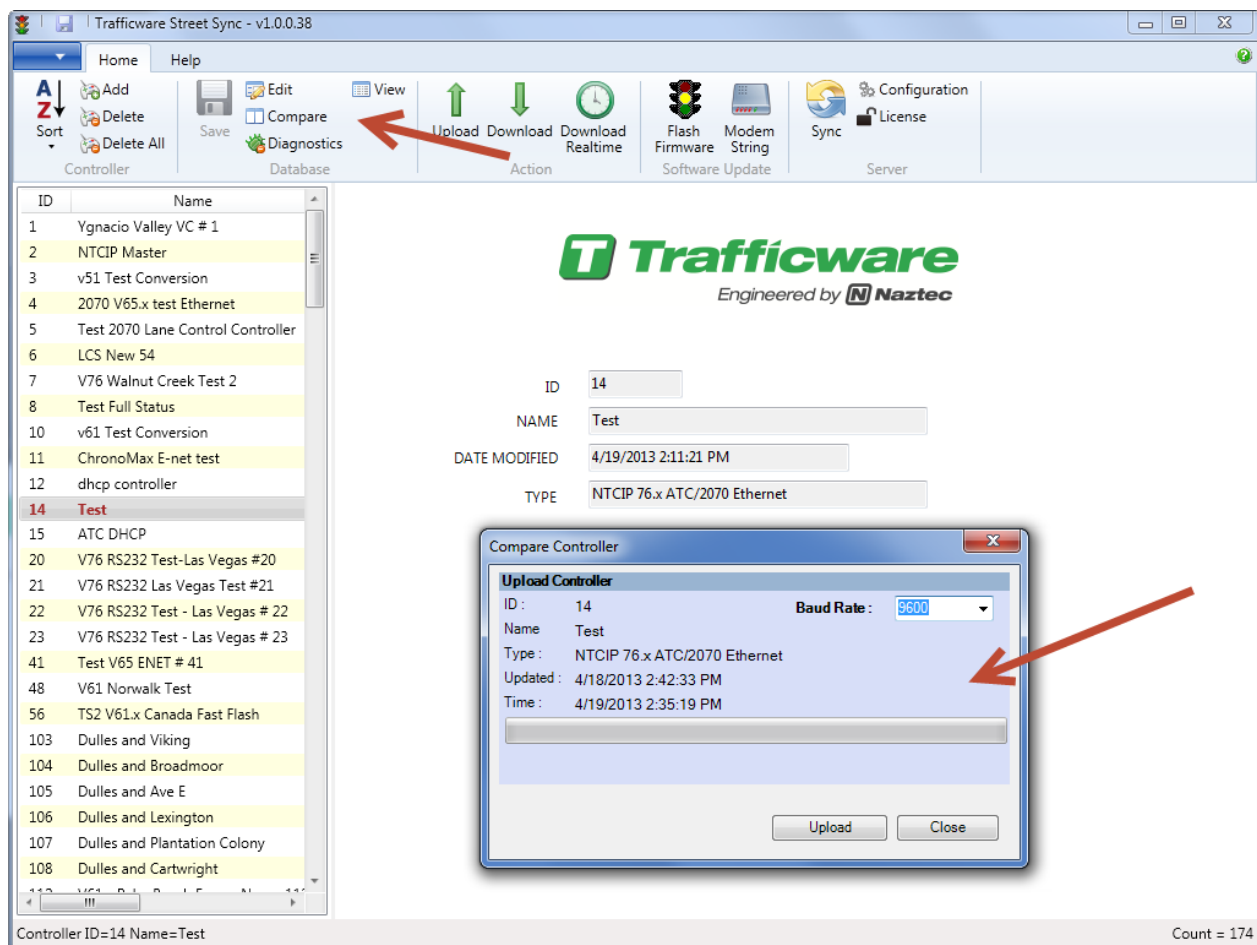 Trafficware Street Sync - v1.0.0.38
Home Help
Sort
Add
Delete
Delete All
Controller
Save
Edit
Compare
Diagnostics
View
Database
Upload
Download
Download Realtime
Action
Flash Firmware
Modem String
Software Update
Sync
Configuration
License
Server
ID Name
1 Ygnacio Valley VC # 1
2 NTCIP Master
3 v51 Test Conversion
4 2070 V65.x test Ethernet
5 Test 2070 Lane Control Controller
6 LCS New 54
7 V76 Walnut Creek Test 2
8 Test Full Status
10 v61 Test Conversion
11 ChronoMax E-net test
12 dhcp controller
14 Test
15 ATC DHCP
20 V76 RS232 Test-Las Vegas #20
21 V76 RS232 Las Vegas Test #21
22 V76 RS232 Test - Las Vegas # 22
23 V76 RS232 Test - Las Vegas # 23
41 Test V65 ENET # 41
48 V61 Norwalk Test
56 TS2 V61.x Canada Fast Flash
103 Dulles and Viking
104 Dulles and Broadmoor
105 Dulles and Ave E
106 Dulles and Lexington
107 Dulles and Plantation Colony
108 Dulles and Cartwright
Trafficware
Engineered by N Naztec
ID 14
NAME Test
DATE MODIFIED 4/19/2013 2:11:21 PM
TYPE NTCIP 76.x ATC/2070 Ethernet
Compare Controller
Upload Controller
ID : 14 Baud Rate : 9600
Name Test
Type : NTCIP 76.x ATC/2070 Ethernet
Updated : 4/18/2013 2:42:33 PM
Time : 4/19/2013 2:35:19 PM
Upload Close
Controller ID=14 Name=Test Count = 174